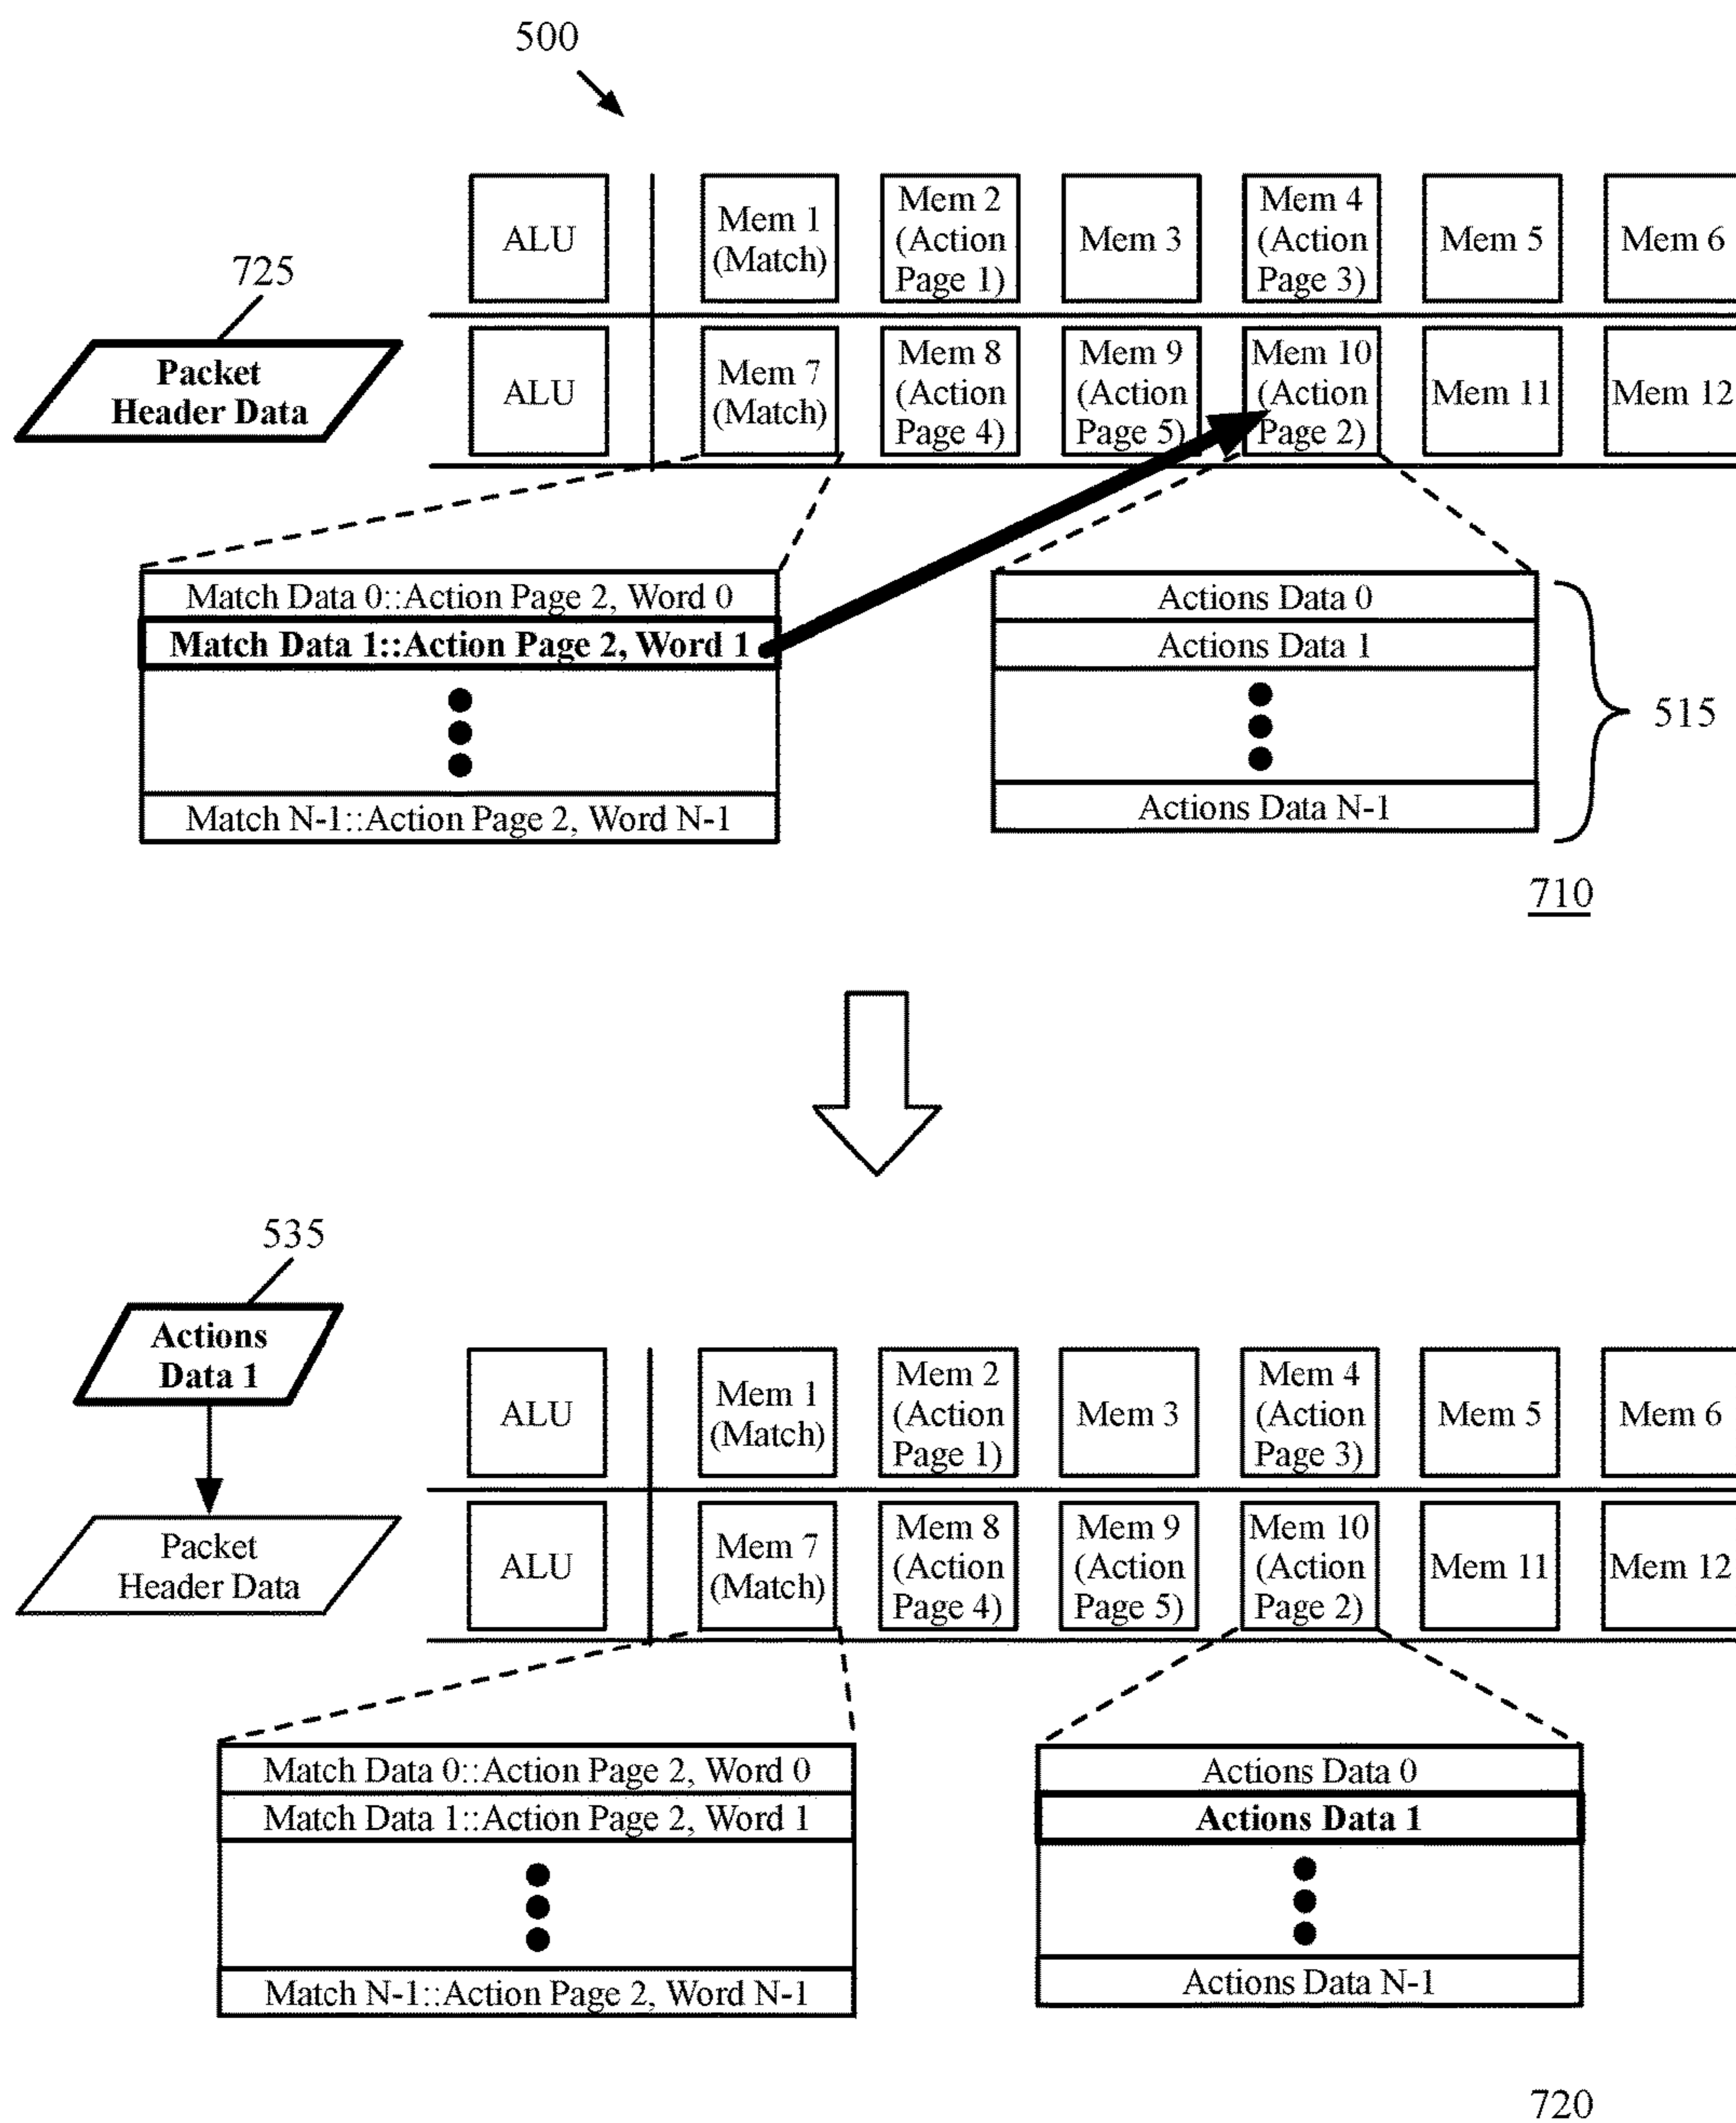 500
ALU
Mem 1
(Match)
Mem 2
(Action
Page 1)
Mem 3
Mem 4
(Action
Page 3)
Mem 5
Mem 6
725
Packet
Header Data
ALU
Mem 7
(Match)
Mem 8
(Action
Page 4)
Mem 9
(Action
Page 5)
Mem 10
(Action
Page 2)
Mem 11
Mem 12
Match Data 0::Action Page 2, Word 0
Match Data 1::Action Page 2, Word 1
Match N-1::Action Page 2, Word N-1
Actions Data 0
Actions Data 1
Actions Data N-1
515
710
535
Actions
Data 1
ALU
Mem 1
(Match)
Mem 2
(Action
Page 1)
Mem 3
Mem 4
(Action
Page 3)
Mem 5
Mem 6
Packet
Header Data
ALU
Mem 7
(Match)
Mem 8
(Action
Page 4)
Mem 9
(Action
Page 5)
Mem 10
(Action
Page 2)
Mem 11
Mem 12
Match Data 0::Action Page 2, Word 0
Match Data 1::Action Page 2, Word 1
Match N-1::Action Page 2, Word N-1
Actions Data 0
Actions Data 1
Actions Data N-1
720